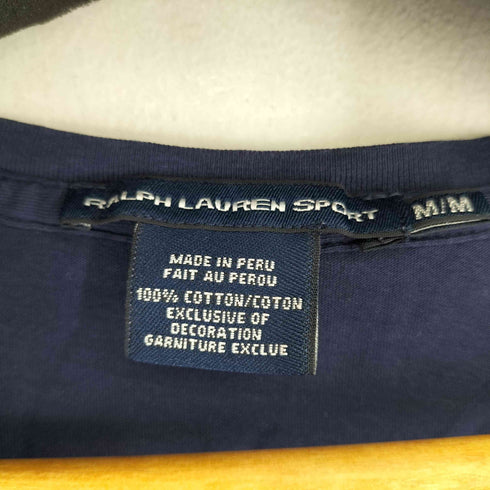 RALPH LAUREN SPORT
M/M
MADE IN PERU
FAIT AU PEROU
100% COTTON/COTON
EXCLUSIVE OF
DECORATION
GARNITURE EXCLUE